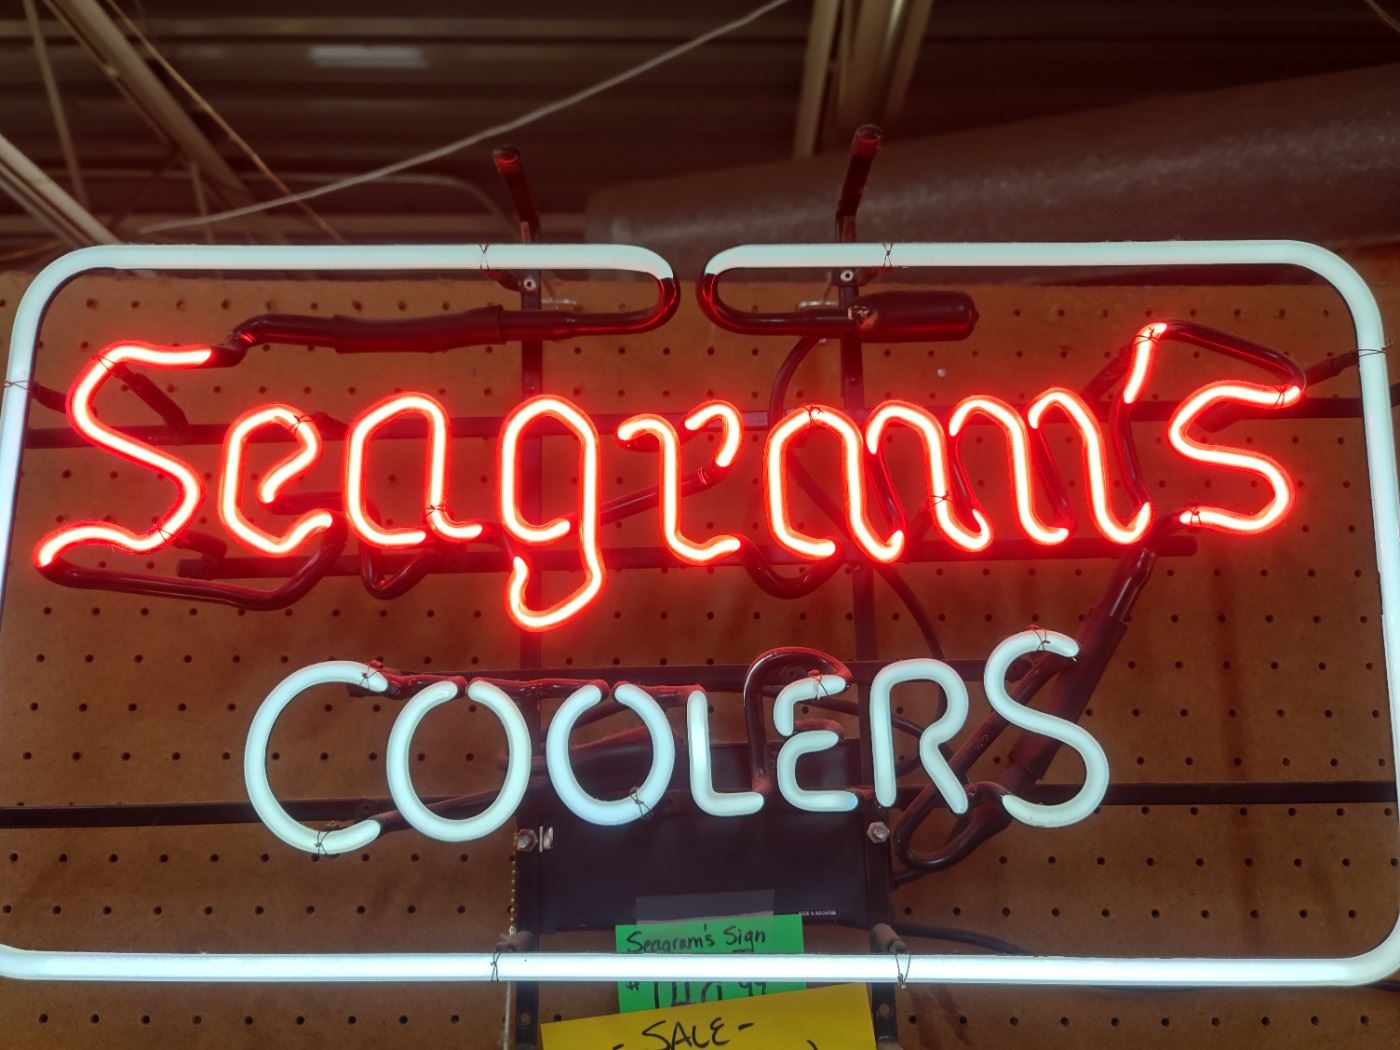 Seagram's
COOLERS
Seagram's Sign
- SALE -